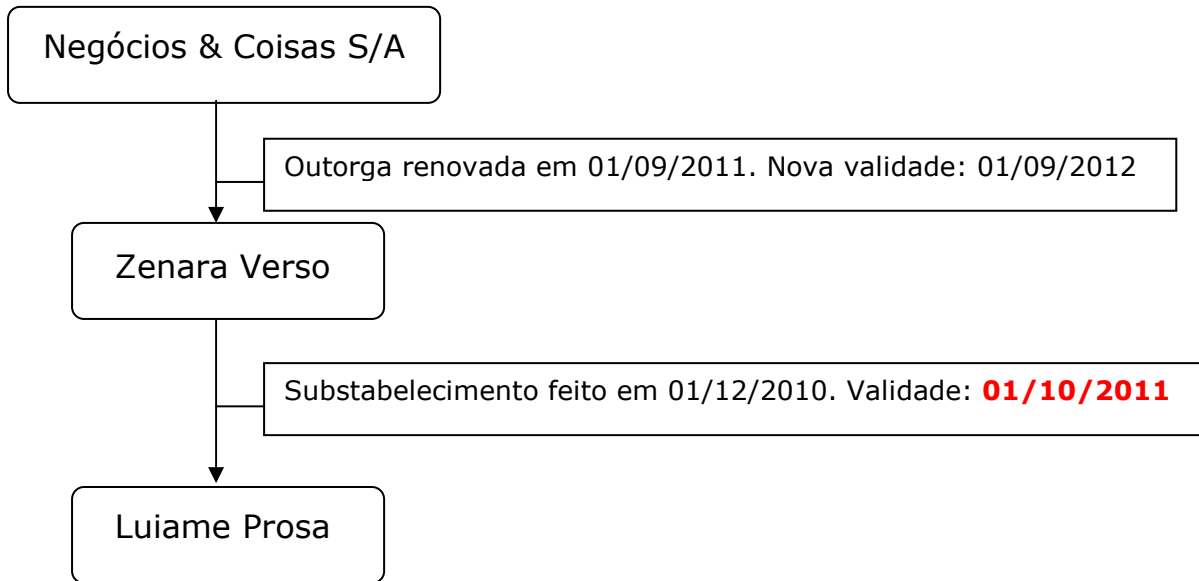 Negócios & Coisas S/A
Outorga renovada em 01/09/2011. Nova validade: 01/09/2012
Zenara Verso
Substabelecimento feito em 01/12/2010. Validade: 01/10/2011
Luiame Prosa